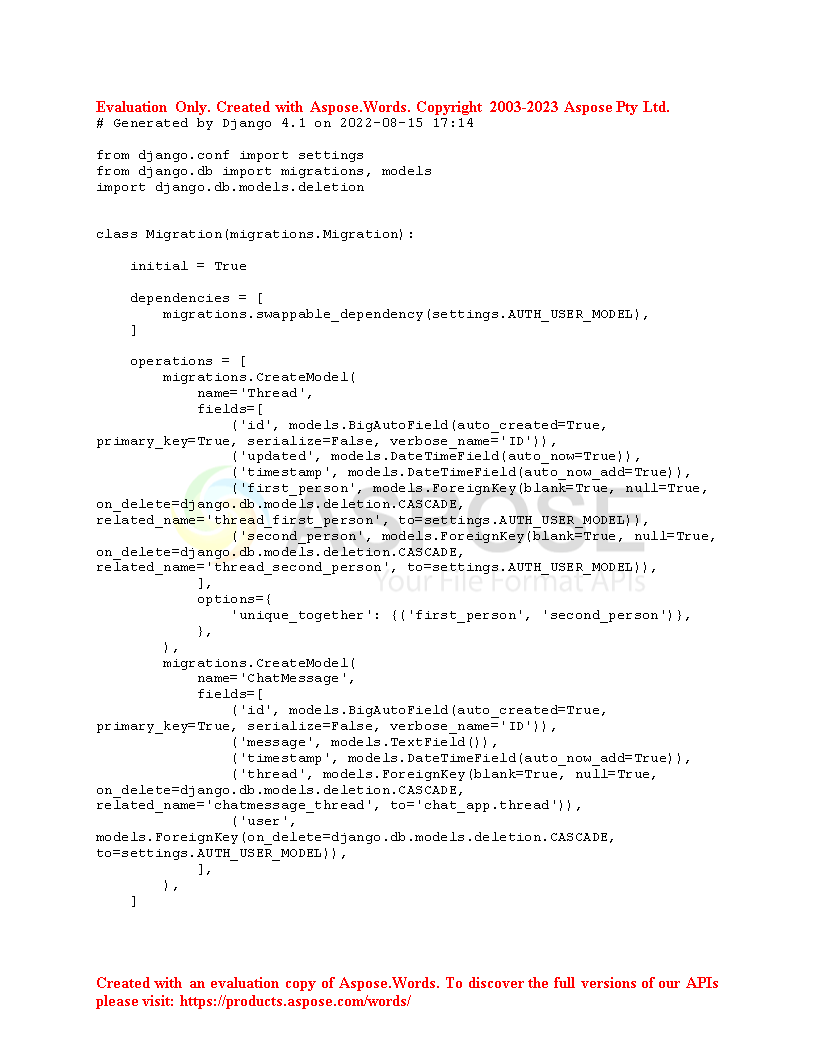 Evaluation Only. Created with Aspose.Words. Copyright 2003-2023 Aspose Pty Ltd.
# Generated by Django 4.1 on 2022-08-15 17:14

from django.conf import settings
from django.db import migrations, models
import django.db.models.deletion


class Migration(migrations.Migration):

    initial = True

    dependencies = [
        migrations.swappable_dependency(settings.AUTH_USER_MODEL),
    ]

    operations = [
        migrations.CreateModel(
            name='Thread',
            fields=[
                ('id', models.BigAutoField(auto_created=True,
primary_key=True, serialize=False, verbose_name='ID')),
                ('updated', models.DateTimeField(auto_now=True)),
                ('timestamp', models.DateTimeField(auto_now_add=True)),
                ('first_person', models.ForeignKey(blank=True, null=True,
on_delete=django.db.models.deletion.CASCADE,
related_name='thread_first_person', to=settings.AUTH_USER_MODEL)),
                ('second_person', models.ForeignKey(blank=True, null=True,
on_delete=django.db.models.deletion.CASCADE,
related_name='thread_second_person', to=settings.AUTH_USER_MODEL)),
            ],
            options={
                'unique_together': {('first_person', 'second_person')},
            },
        ),
        migrations.CreateModel(
            name='ChatMessage',
            fields=[
                ('id', models.BigAutoField(auto_created=True,
primary_key=True, serialize=False, verbose_name='ID')),
                ('message', models.TextField()),
                ('timestamp', models.DateTimeField(auto_now_add=True)),
                ('thread', models.ForeignKey(blank=True, null=True,
on_delete=django.db.models.deletion.CASCADE,
related_name='chatmessage_thread', to='chat_app.thread')),
                ('user',
models.ForeignKey(on_delete=django.db.models.deletion.CASCADE,
to=settings.AUTH_USER_MODEL)),
            ],
        ),
    ]
ASPOSE
Your File Format APIs
Created with an evaluation copy of Aspose.Words. To discover the full versions of our APIs
please visit: https://products.aspose.com/words/